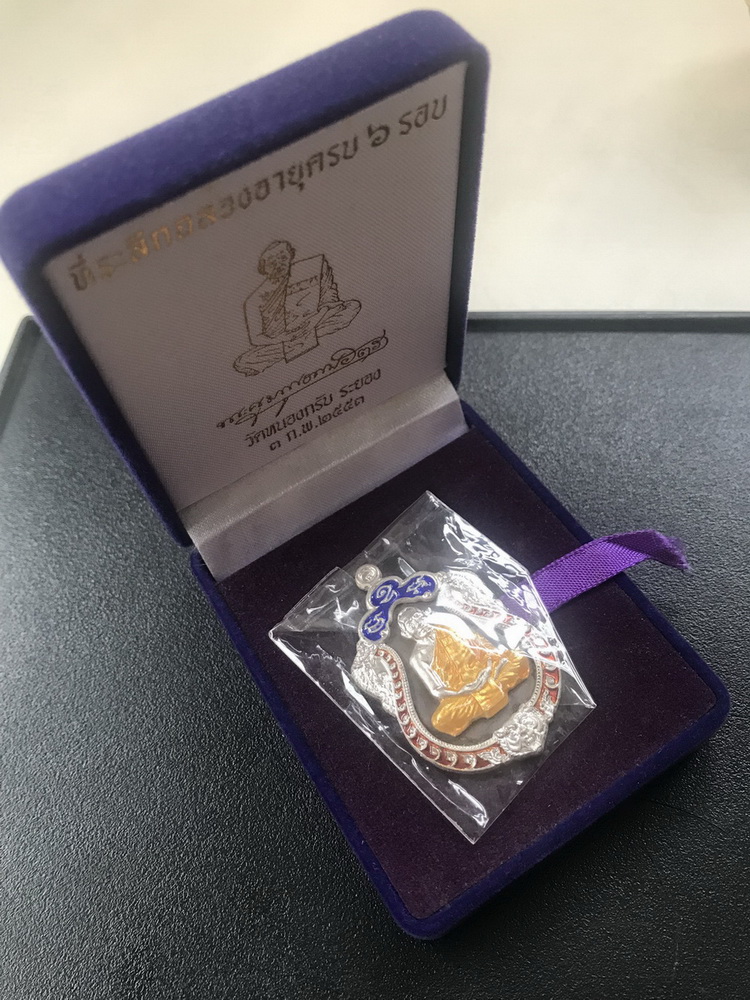 ที่ระลึกฉลองอายุครบ ๖ รอบ
วัดหนองกรับ ระยอง
๓ ก.พ.๒๕๕๓